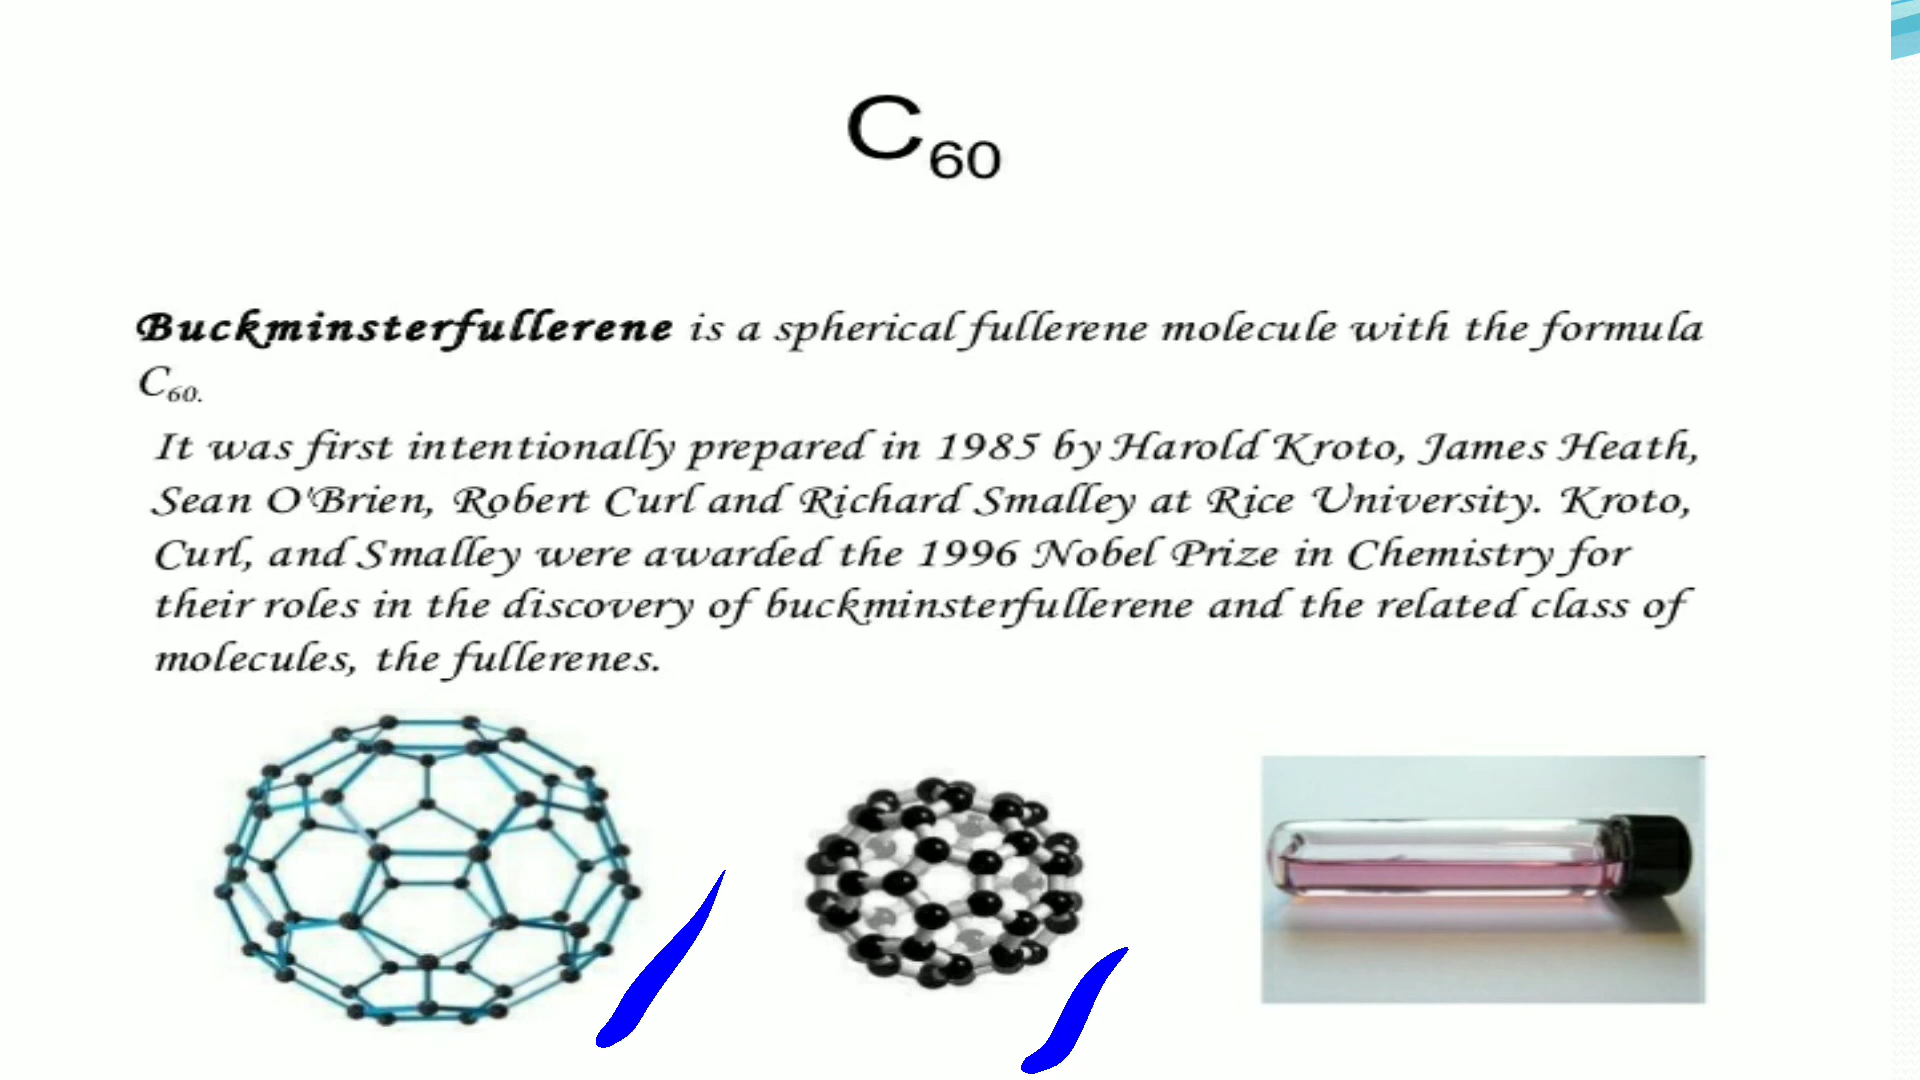 C60
Buckminsterfullerene is a spherical fullerene molecule with the formula
C60.
It was first intentionally prepared in 1985 by Harold Kroto, James Heath,
Sean O'Brien, Robert Curl and Richard Smalley at Rice University. Kroto,
Curl, and Smalley were awarded the 1996 Nobel Prize in Chemistry for
their roles in the discovery of buckminsterfullerene and the related class of
molecules, the fullerenes.